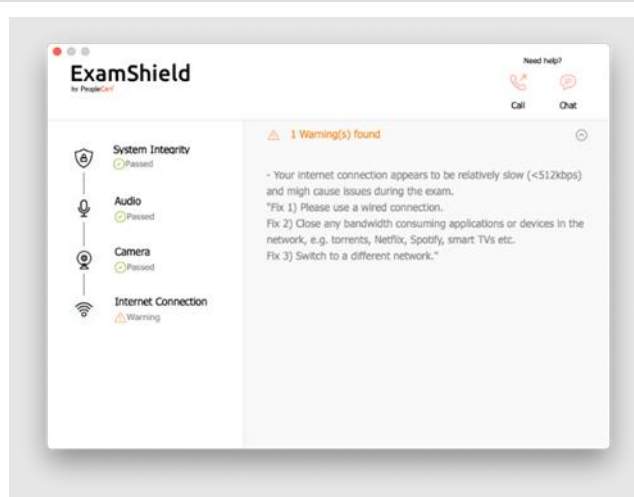 ExamShield
by PeopleCert
Need help?
Call
Chat
System Integrity
Passed
Audio
Passed
Camera
Passed
Internet Connection
Warning
1 Warning(s) found
- Your internet connection appears to be relatively slow (<512kbps)
and migh cause issues during the exam.
"Fix 1) Please use a wired connection.
Fix 2) Close any bandwidth consuming applications or devices in the
network, e.g. torrents, Netflix, Spotify, smart TVs etc.
Fix 3) Switch to a different network."